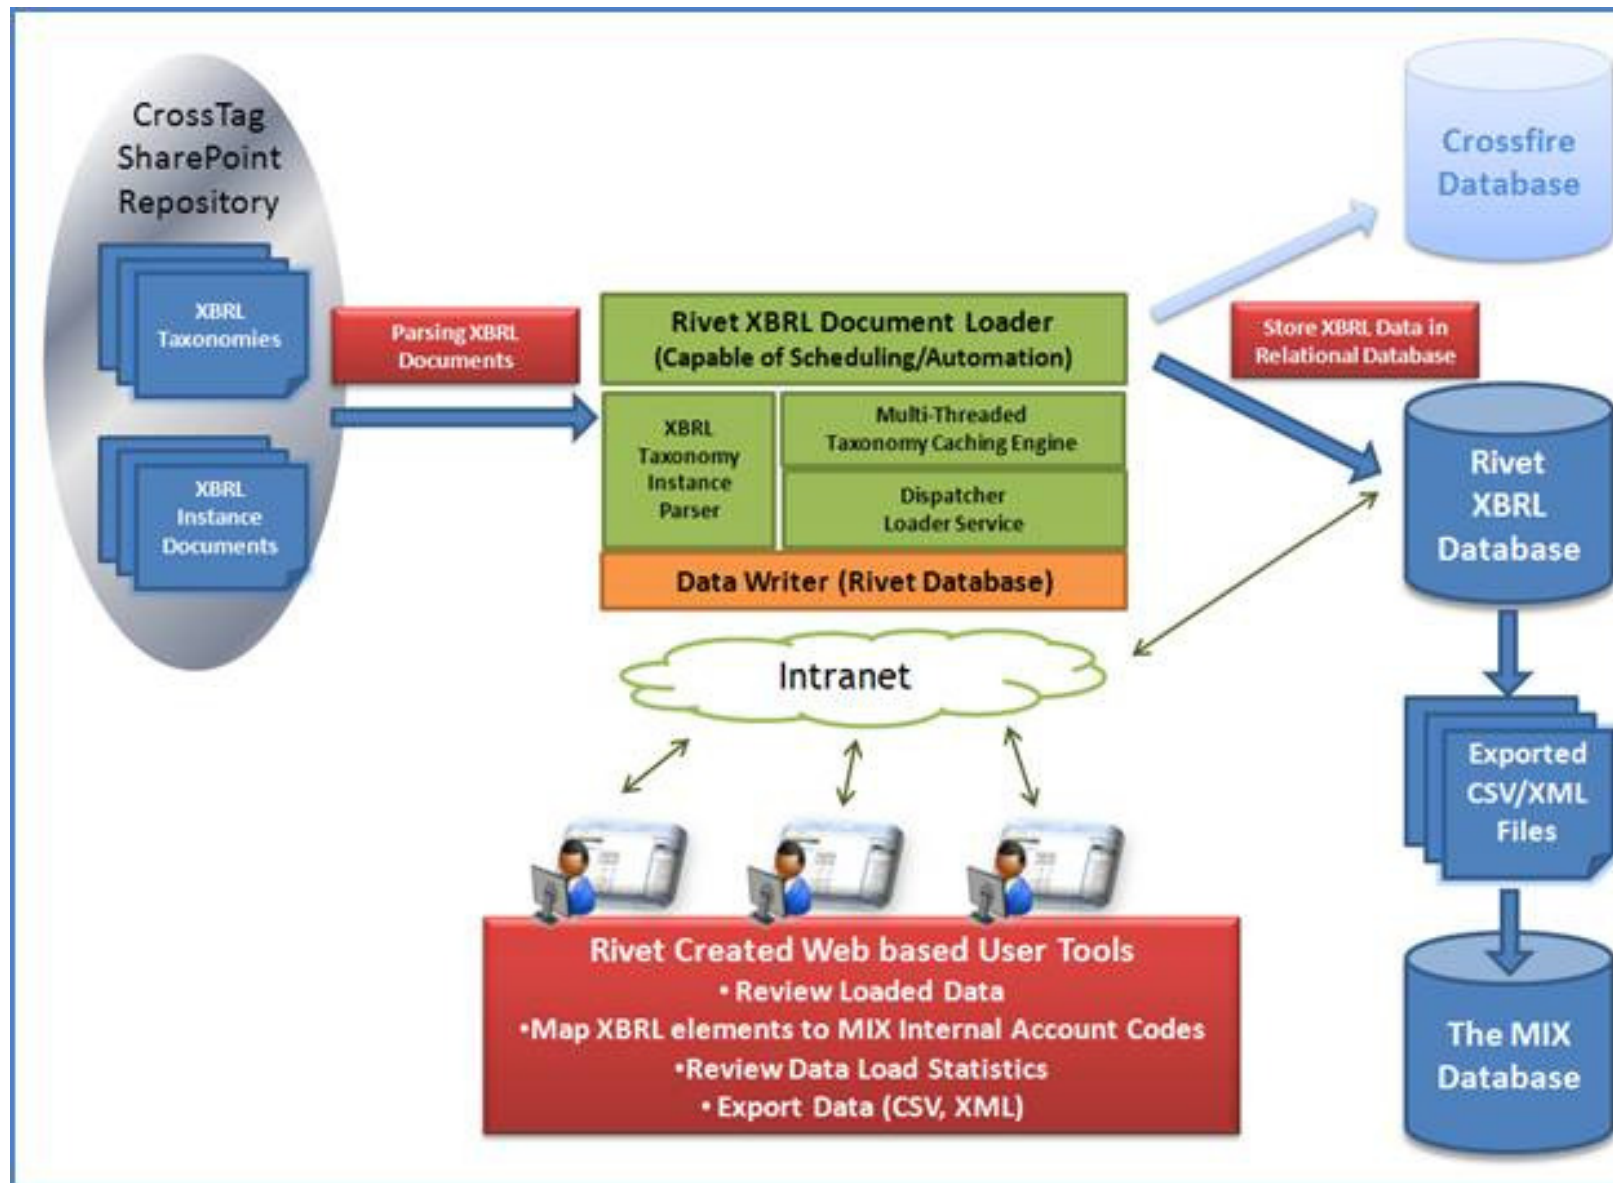 CrossTag
SharePoint
Repository
XBRL
Taxonomies
XBRL
Instance
Documents
Parsing XBRL
Documents
Rivet XBRL Document Loader
(Capable of Scheduling/Automation)
XBRL
Taxonomy
Instance
Parser
Multi-Threaded
Taxonomy Caching Engine
Dispatcher
Loader Service
Data Writer (Rivet Database)
Intranet
Rivet Created Web based User Tools
• Review Loaded Data
•Map XBRL elements to MIX Internal Account Codes
•Review Data Load Statistics
• Export Data (CSV, XML)
Crossfire
Database
Store XBRL Data in
Relational Database
Rivet
XBRL
Database
Exported
CSV/XML
Files
The MIX
Database